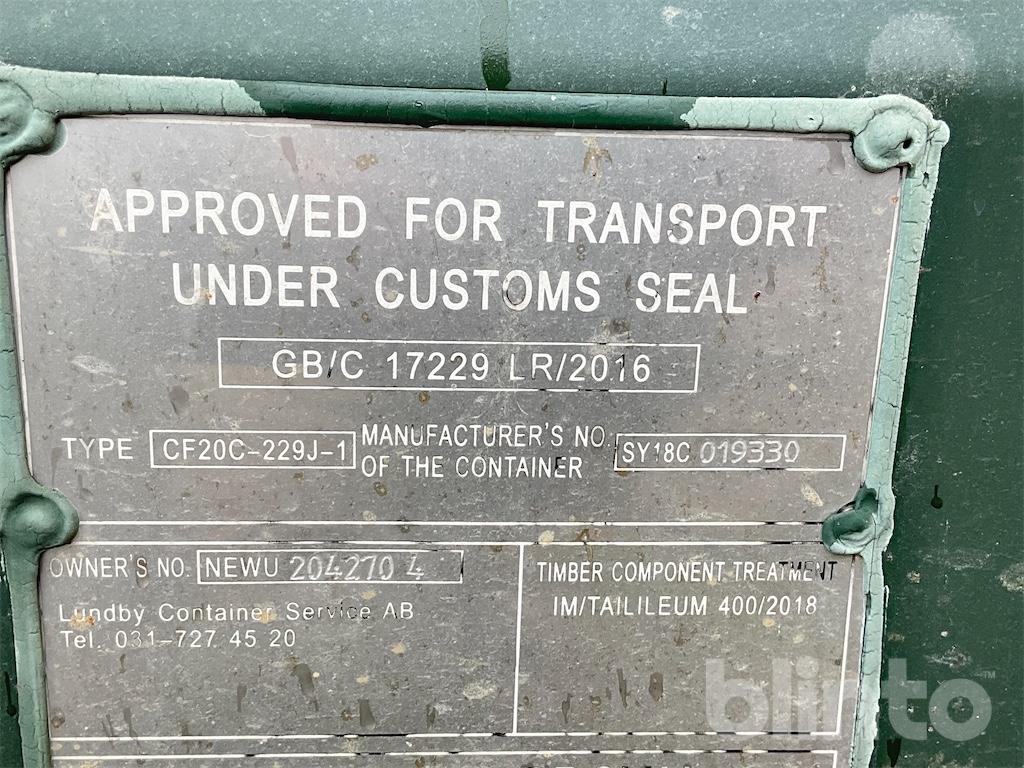 APPROVED FOR TRANSPORT
UNDER CUSTOMS SEAL
GB/C 17229 LR/2016
TYPE CF20C-229J-1 MANUFACTURER'S NO. SY18C 019330
OF THE CONTAINER
OWNER'S NO. NEWU 204270 4
Lundby Container Service AB
Tel. 031-727 45 20
TIMBER COMPONENT TREATMENT
IM/TAILILEUM 400/2018
blinto™